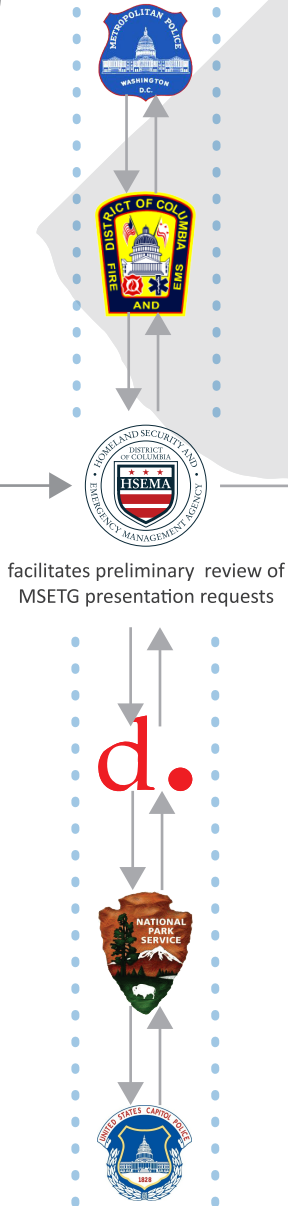 METROPOLITAN POLICE
WASHINGTON
D.C.
DISTRICT OF COLUMBIA
FIRE AND EMS
HOMELAND SECURITY AND
DISTRICT
OF COLUMBIA
HSEMA
EMERGENCY MANAGEMENT AGENCY
facilitates preliminary review of
MSETG presentation requests
d.
NATIONAL
PARK
SERVICE
UNITED STATES CAPITOL POLICE
1828